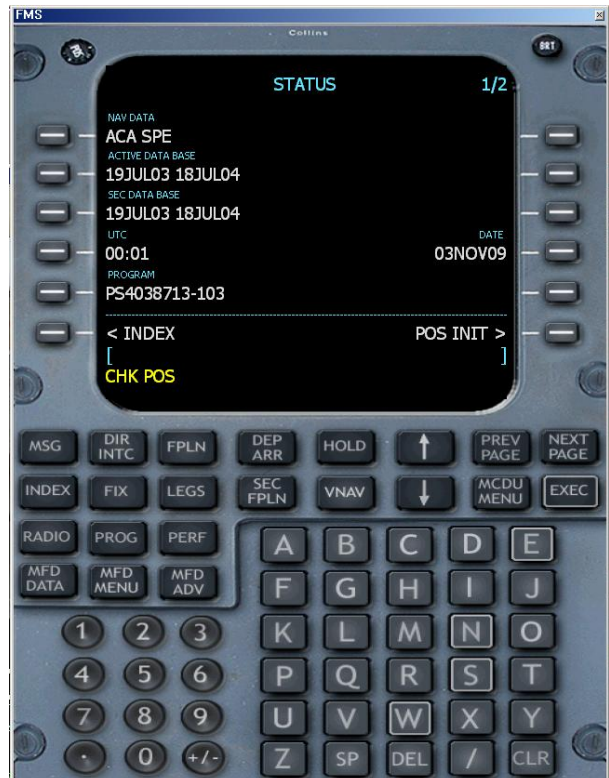 FMS
Collins
BRT
STATUS 1/2
NAV DATA
ACA SPE
ACTIVE DATA BASE
19JUL03 18JUL04
SEC DATA BASE
19JUL03 18JUL04
UTC DATE
00:01 03NOV09
PROGRAM
PS4038713-103
< INDEX POS INIT >
[ ]
CHK POS
MSG DIR INTC FPLN DEP ARR HOLD ↑ PREV PAGE NEXT PAGE
INDEX FIX LEGS SEC FPLN VNAV ↓ MCDU MENU EXEC
RADIO PROG PERF
MFD DATA MFD MENU MFD ADV
A B C D E
F G H I J
1 2 3 K L M N O
4 5 6 P Q R S T
7 8 9 U V W X Y
. 0 +/- Z SP DEL / CLR